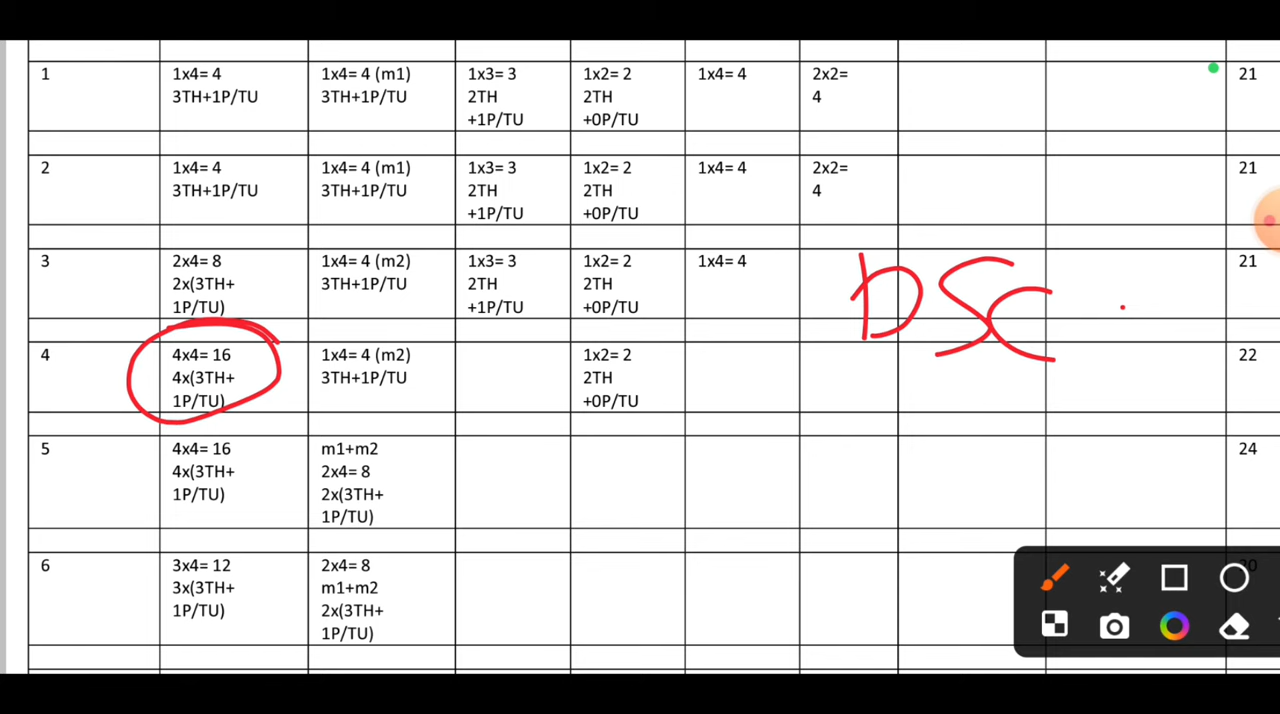 1 1x4= 4 1x4= 4 (m1) 1x3= 3 1x2= 2 1x4= 4 2x2= 21
3TH+1P/TU 3TH+1P/TU 2TH 2TH 4
+1P/TU +0P/TU
2 1x4= 4 1x4= 4 (m1) 1x3= 3 1x2= 2 1x4= 4 2x2= 21
3TH+1P/TU 3TH+1P/TU 2TH 2TH 4
+1P/TU +0P/TU
3 2x4= 8 1x4= 4 (m2) 1x3= 3 1x2= 2 1x4= 4 21
2x(3TH+ 3TH+1P/TU 2TH 2TH
1P/TU) +1P/TU +0P/TU
DSC
4 4x4= 16 1x4= 4 (m2) 1x2= 2 22
4x(3TH+ 3TH+1P/TU 2TH
1P/TU) +0P/TU
5 4x4= 16 m1+m2 24
4x(3TH+ 2x4= 8
1P/TU) 2x(3TH+
1P/TU)
6 3x4= 12 2x4= 8
3x(3TH+ m1+m2
1P/TU) 2x(3TH+
1P/TU)